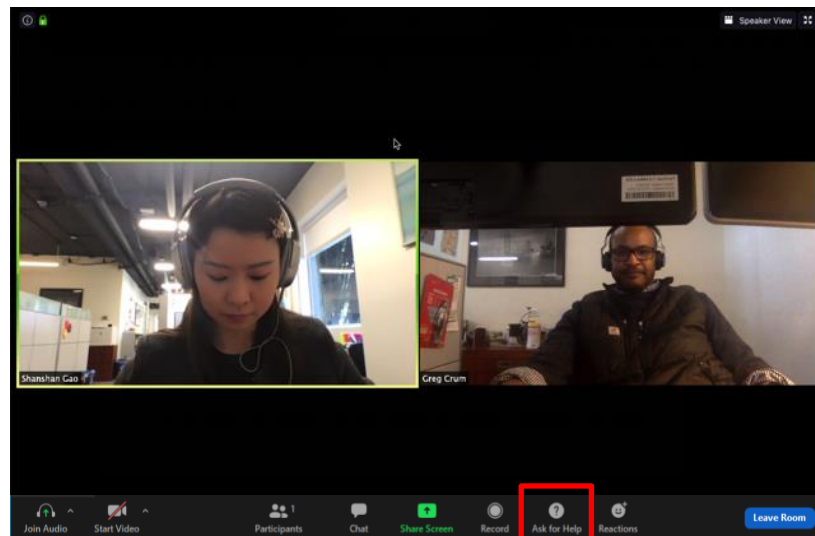 Speaker View
Shanshan Gao
Greg Crum
1
Join Audio
Start Video
Participants
Chat
Share Screen
Record
Ask for Help
Reactions
Leave Room